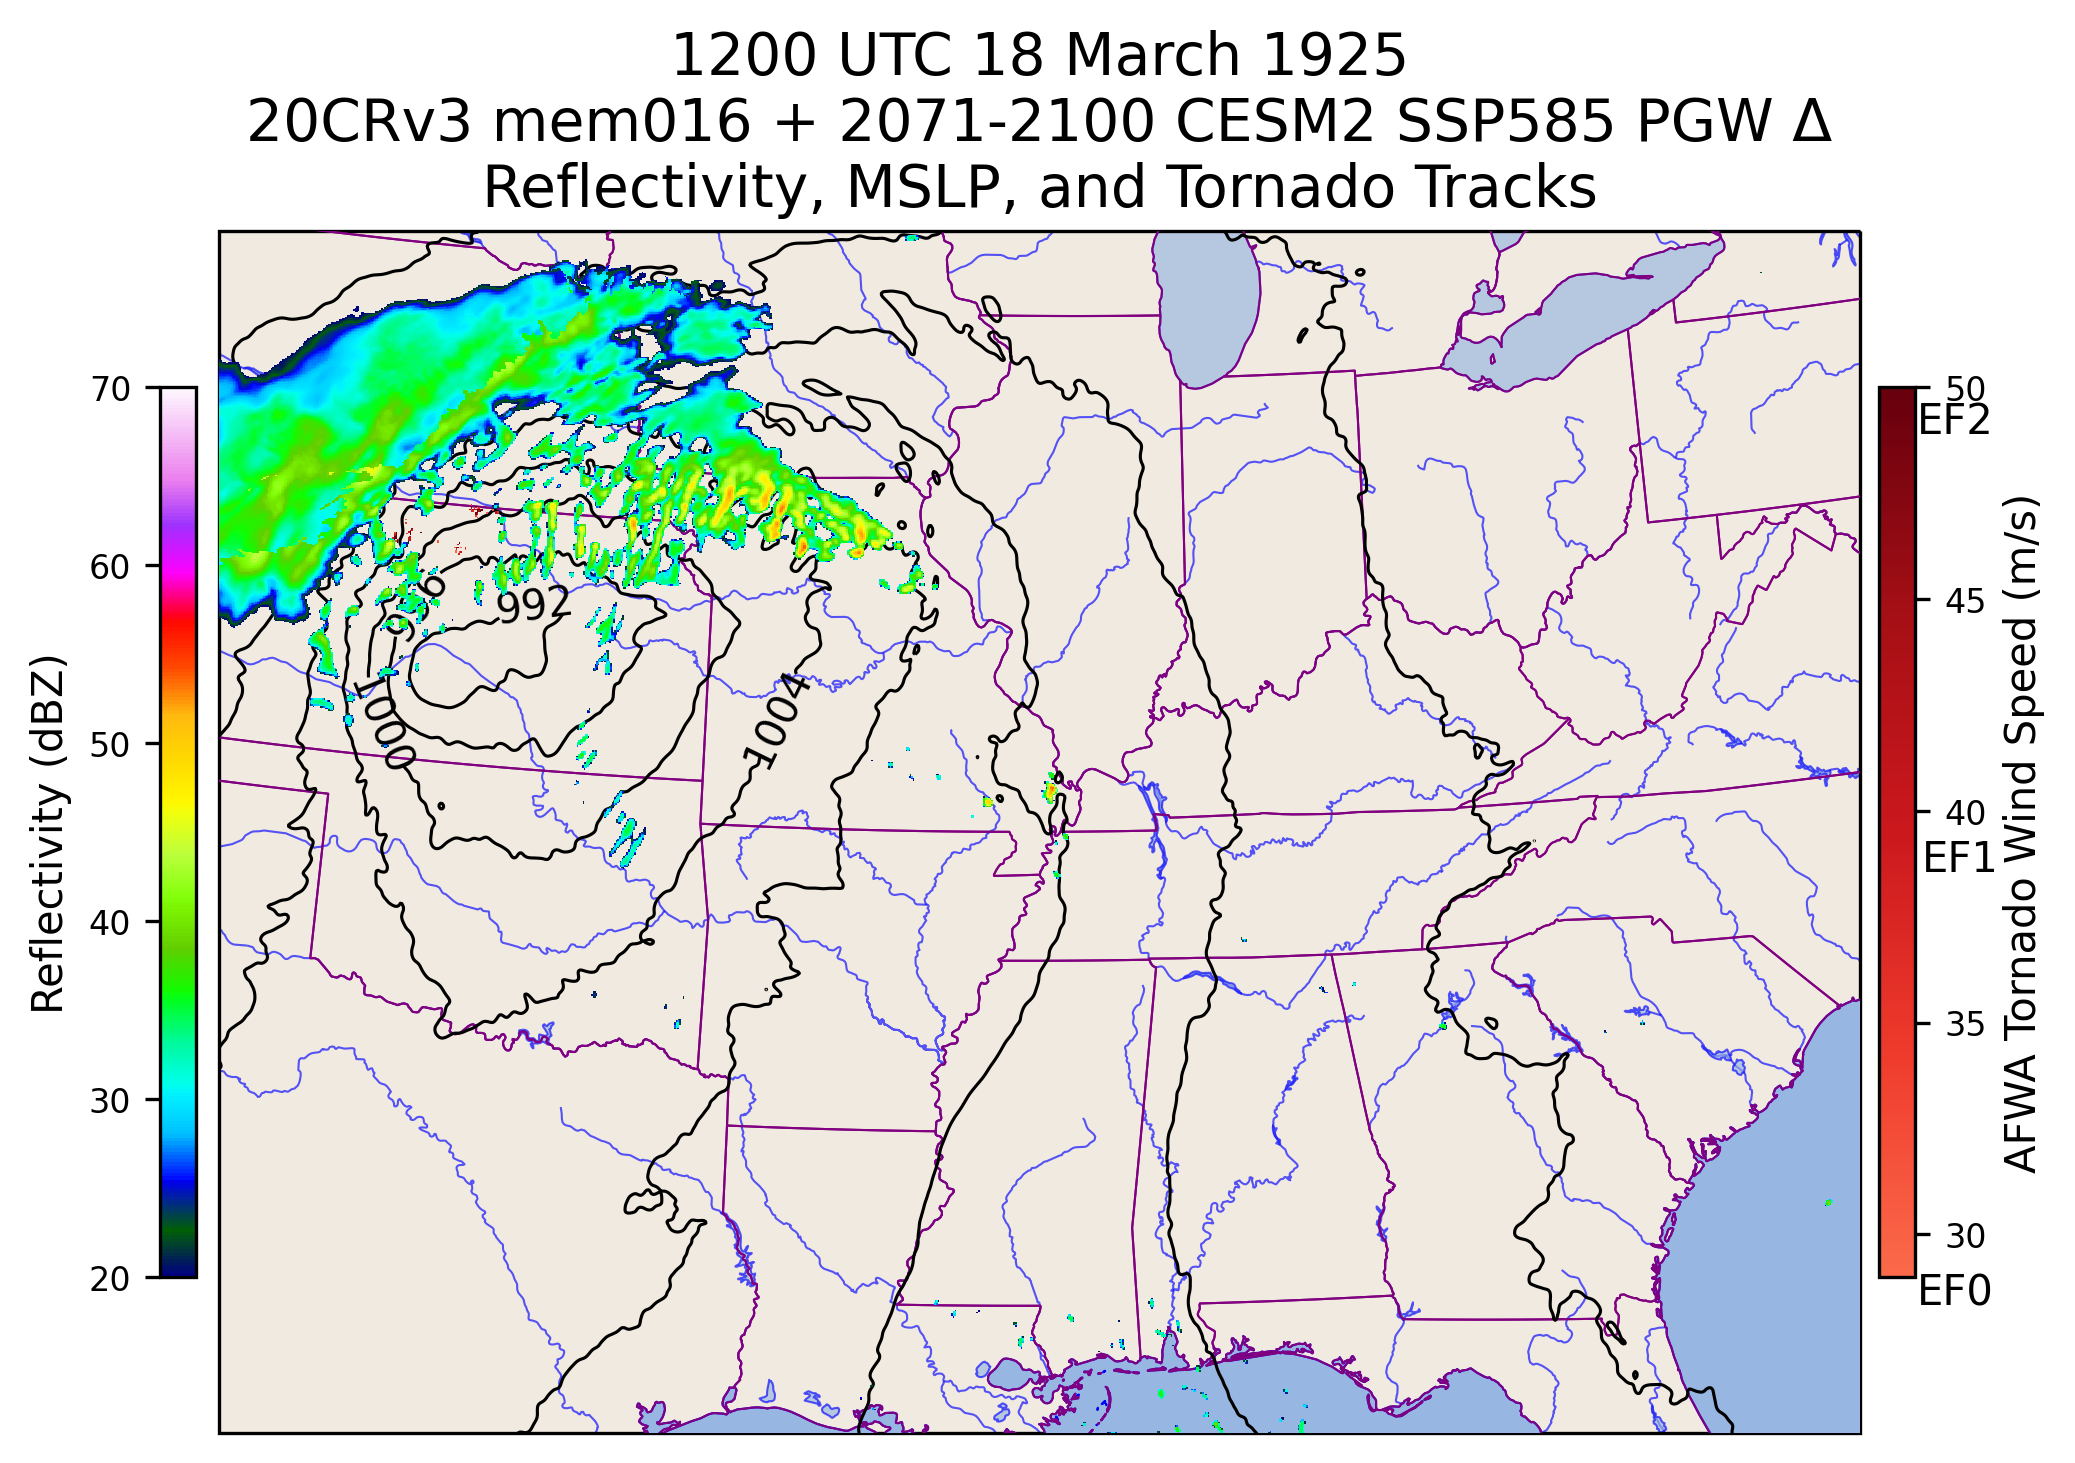 1200 UTC 18 March 1925
20CRv3 mem016 + 2071-2100 CESM2 SSP585 PGW Δ
Reflectivity, MSLP, and Tornado Tracks
70
60
50
40
30
20
Reflectivity (dBZ)
996
992
1000
1004
50
EF2
45
40
EF1
35
30
EF0
AFWA Tornado Wind Speed (m/s)